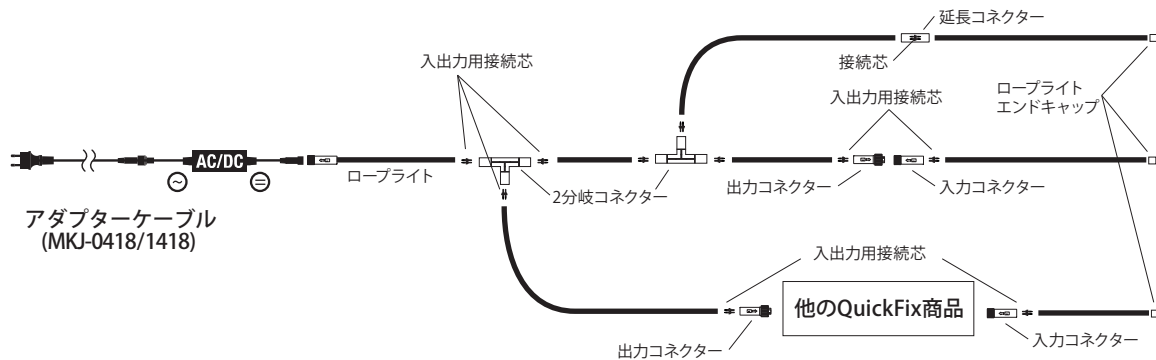 延長コネクター
接続芯
入出力用接続芯
入出力用接続芯
ロープライト
エンドキャップ
AC/DC
ロープライト
2分岐コネクター
出力コネクター
入力コネクター
アダプターケーブル
(MKJ-0418/1418)
入出力用接続芯
他のQuickFix商品
出力コネクター
入力コネクター